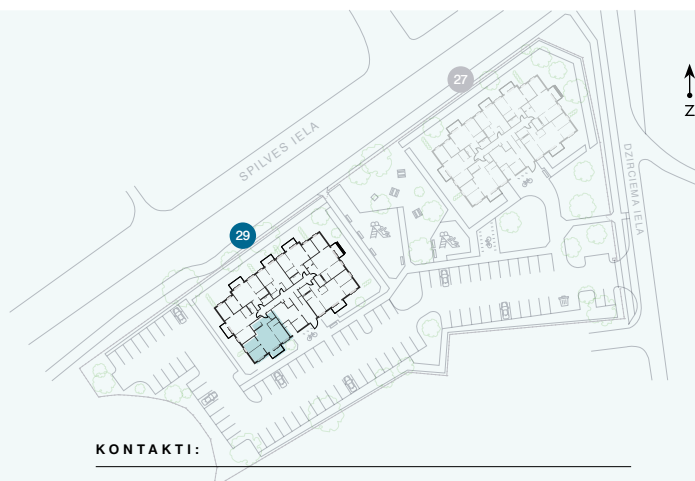 27
Z
SPILVES IELA
DZIRCIEMA IELA
29
KONTAKTI: